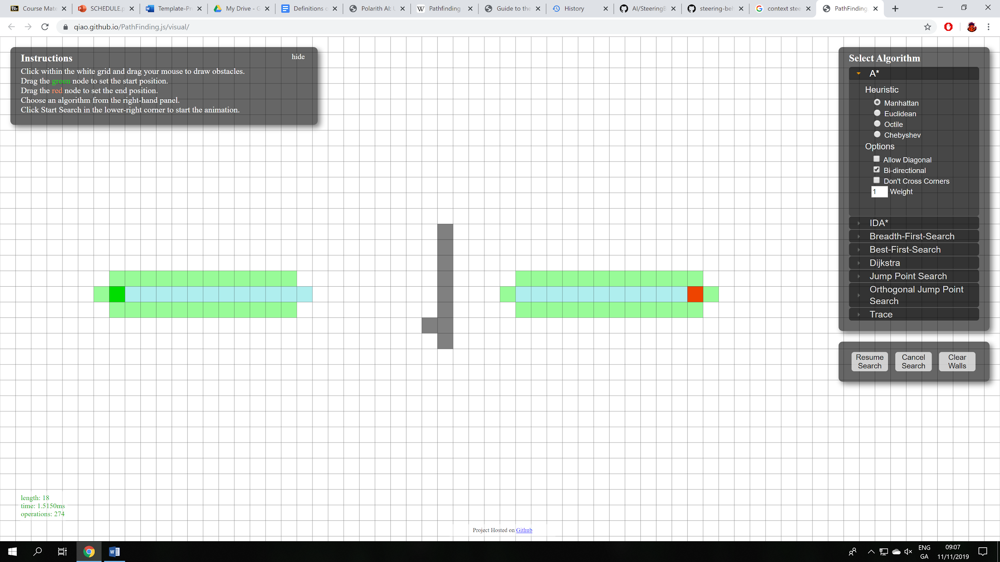 Course Mate
SCHEDULE.p
Template-Pr
My Drive - G
Definitions o
Polarith AI: U
Pathfinding
Guide to the
History
AI/SteeringB
steering-beh
context stee
PathFinding.
qiao.github.io/PathFinding.js/visual/
Instructions
hide
Click within the white grid and drag your mouse to draw obstacles.
Drag the green node to set the start position.
Drag the red node to set the end position.
Choose an algorithm from the right-hand panel.
Click Start Search in the lower-right corner to start the animation.
Select Algorithm
A*
Heuristic
Manhattan
Euclidean
Octile
Chebyshev
Options
Allow Diagonal
Bi-directional
Don't Cross Corners
1 Weight
IDA*
Breadth-First-Search
Best-First-Search
Dijkstra
Jump Point Search
Orthogonal Jump Point
Search
Trace
Resume
Search
Cancel
Search
Clear
Walls
length: 18
time: 1.5150ms
operations: 274
Project Hosted on Github
ENG
GA
09:07
11/11/2019